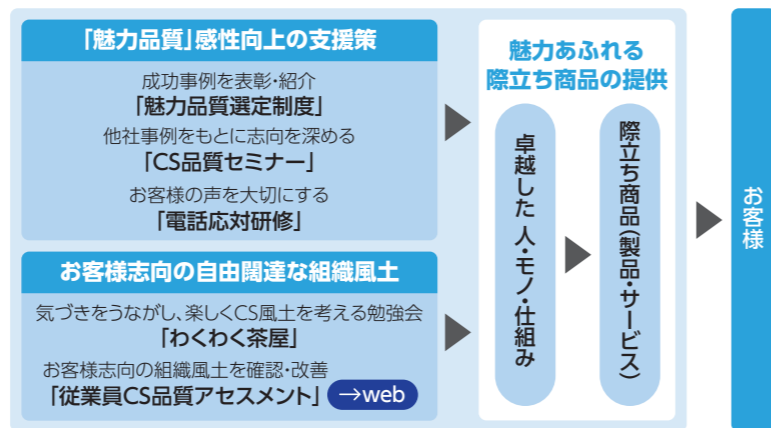 「魅力品質」感性向上の支援策
成功事例を表彰・紹介
「魅力品質選定制度」
他社事例をもとに志向を深める
「CS品質セミナー」
お客様の声を大切にする
「電話応対研修」
お客様志向の自由闊達な組織風土
気づきをうながし、楽しくCS風土を考える勉強会
「わくわく茶屋」
お客様志向の組織風土を確認・改善
「従業員CS品質アセスメント」 →web
魅力あふれる
際立ち商品の提供
卓越した 人・モノ・仕組み
際立ち商品(製品・サービス)
お客様